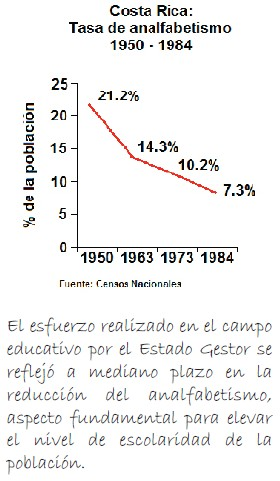 Costa Rica:
Tasa de analfabetismo
1950 - 1984
% de la población
25
20
15
10
5
0
21.2%
14.3%
10.2%
7.3%
1950 1963 1973 1984
Fuente: Censos Nacionales
El esfuerzo realizado en el campo
educativo por el Estado Gestor se
reflejó a mediano plazo en la
reducción del analfabetismo,
aspecto fundamental para elevar
el nivel de escolaridad de la
población.